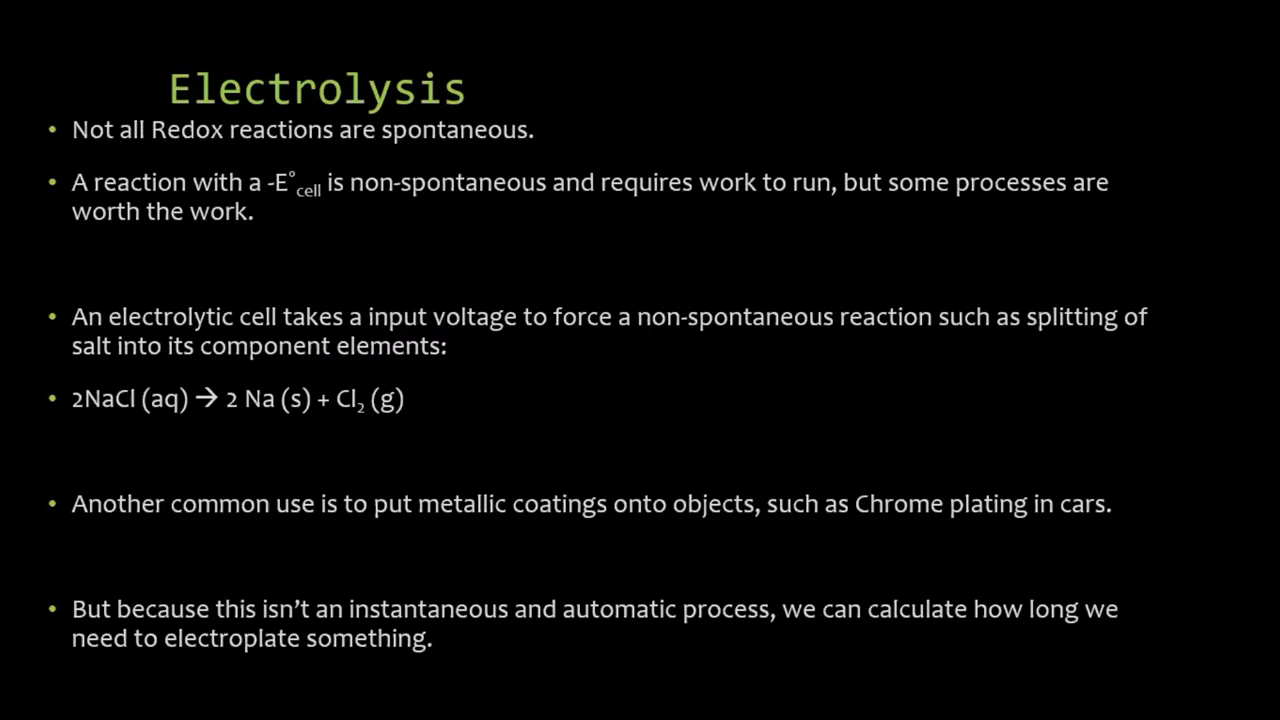 Electrolysis
• Not all Redox reactions are spontaneous.
• A reaction with a -E°cell is non-spontaneous and requires work to run, but some processes are
worth the work.
• An electrolytic cell takes a input voltage to force a non-spontaneous reaction such as splitting of
salt into its component elements:
• 2NaCl (aq) → 2 Na (s) + Cl₂ (g)
• Another common use is to put metallic coatings onto objects, such as Chrome plating in cars.
• But because this isn’t an instantaneous and automatic process, we can calculate how long we
need to electroplate something.